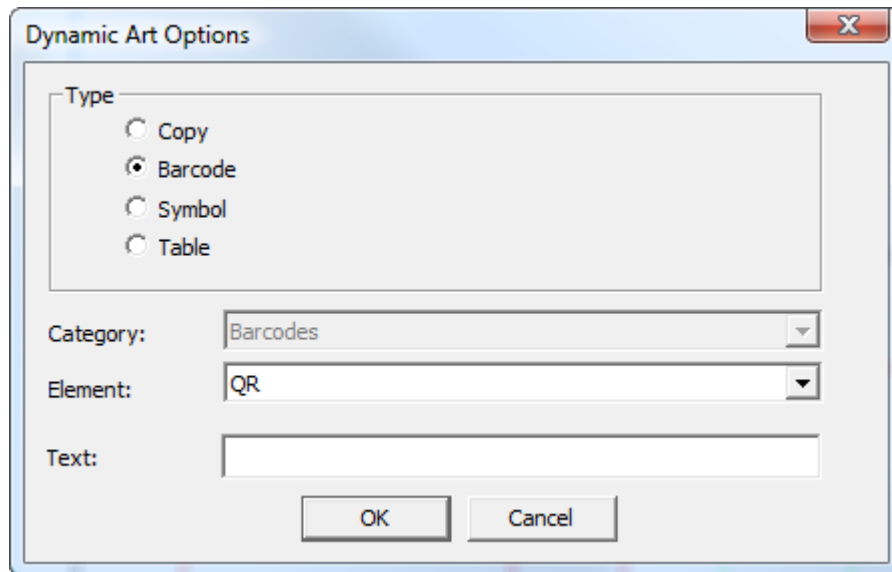 Dynamic Art Options
Type
Copy
Barcode
Symbol
Table
Category: Barcodes
Element: QR
Text:
OK Cancel